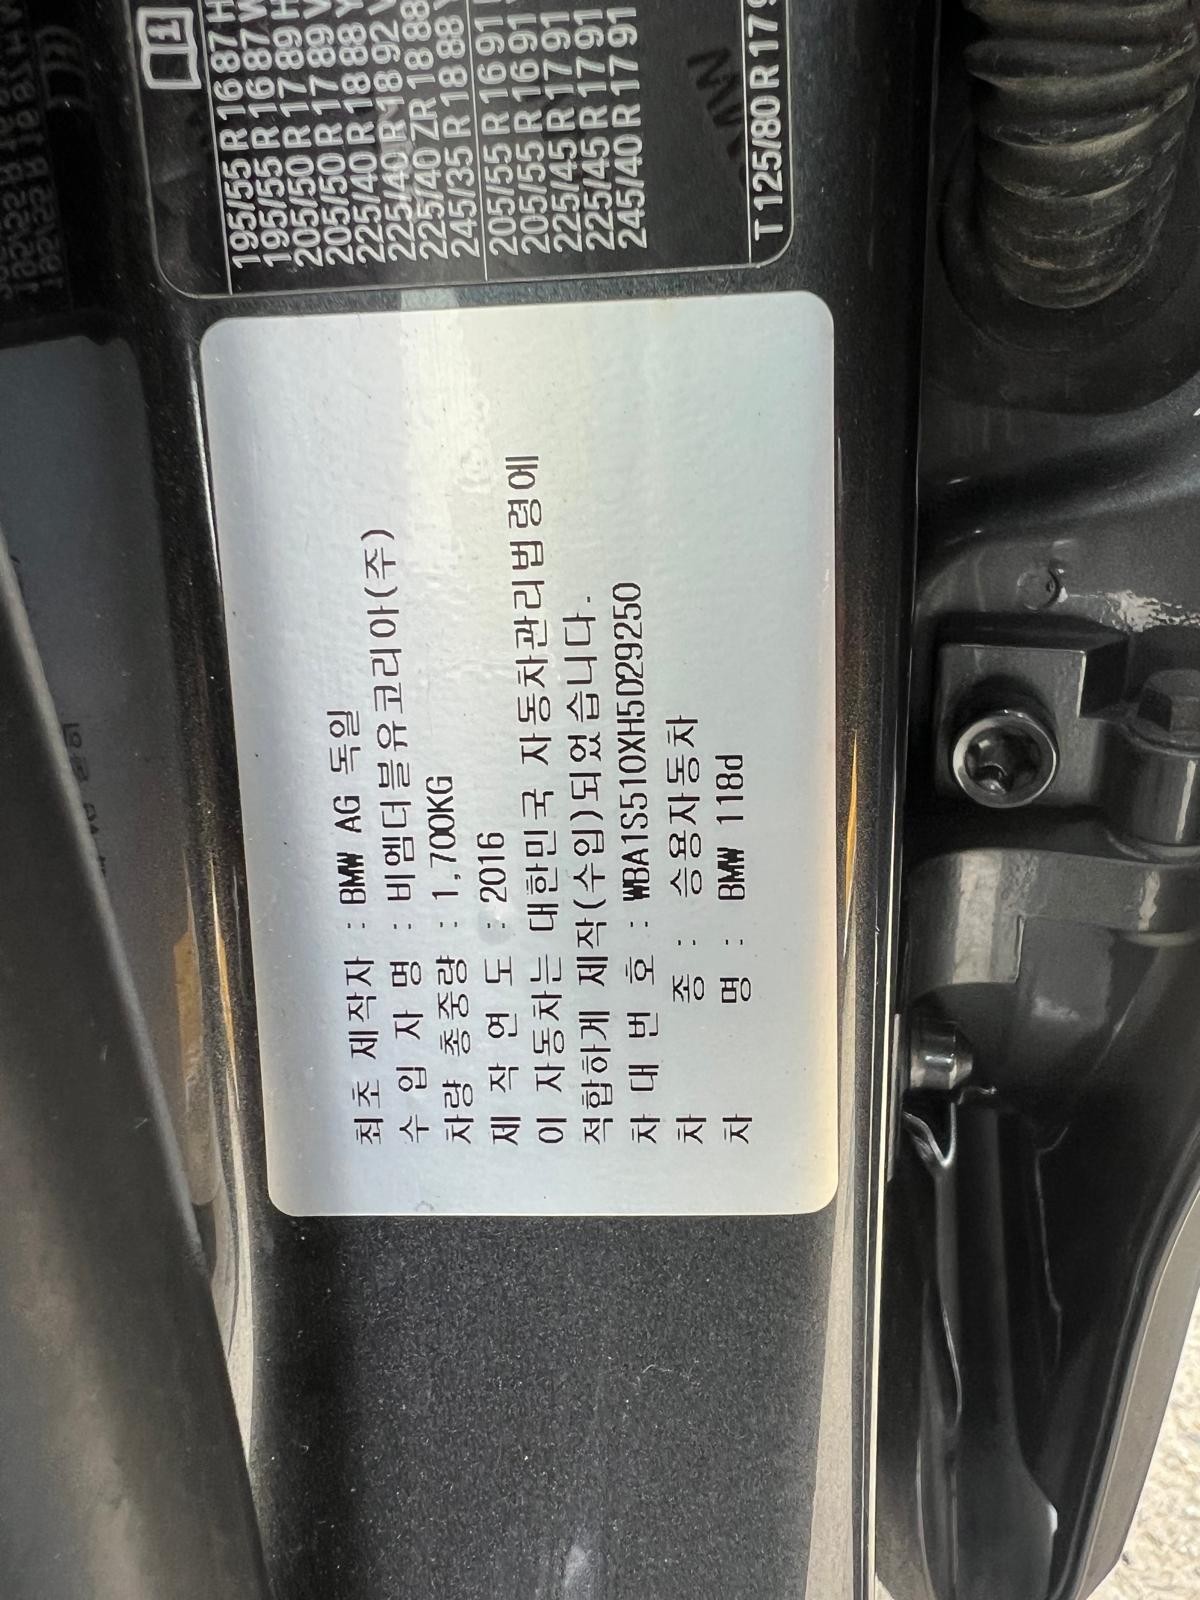 195/55 R 16 87 H
195/55 R 16 87 W
205/50 R 17 89 H
205/50 R 17 89 V
225/40 R 18 88 Y
225/40 R 18 92 V
225/40 ZR 18 88
245/35 R 18 88 Y
205/55 R 16 91
205/55 R 16 91
225/45 R 17 91
225/45 R 17 91
245/40 R 17 91
T 125/80 R 17 9
최초 제작자 : BMW AG 독일
수 입 자 명 : 비엠더블유코리아(주)
차량 총중량 : 1,700KG
제 작 연 도 : 2016
이 자동차는 대한민국 자동차관리법령에
적합하게 제작(수입)되었습니다.
차 대 번 호 : WBA1S510XH5D29250
차 종 : 승용자동차
차 명 : BMW 118d